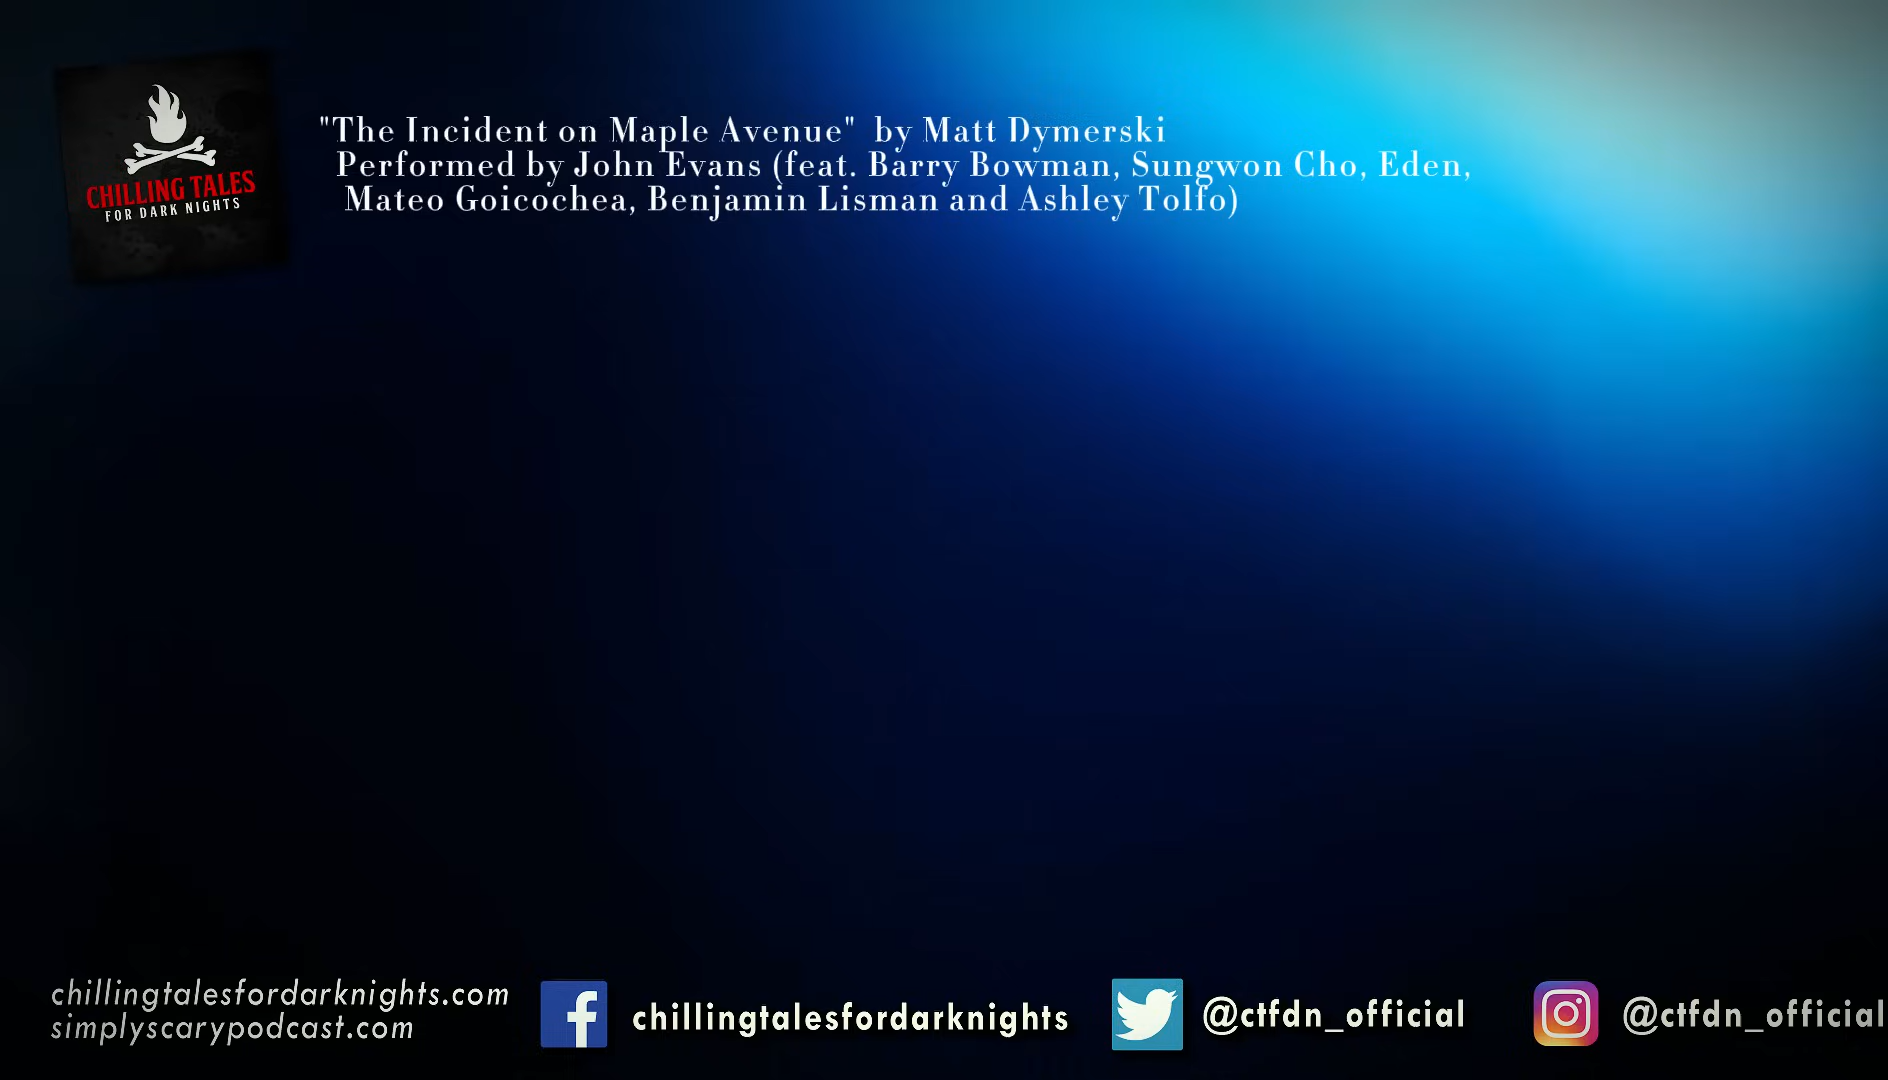 CHILLING TALES
FOR DARK NIGHTS
"The Incident on Maple Avenue" by Matt Dymerski
Performed by John Evans (feat. Barry Bowman, Sungwon Cho, Eden,
Mateo Goicochea, Benjamin Lisman and Ashley Tolfo)
chillingtalesfordarknights.com
simplyscarypodcast.com
chillingtalesfordarknights
@ctfdn_official
@ctfdn_official